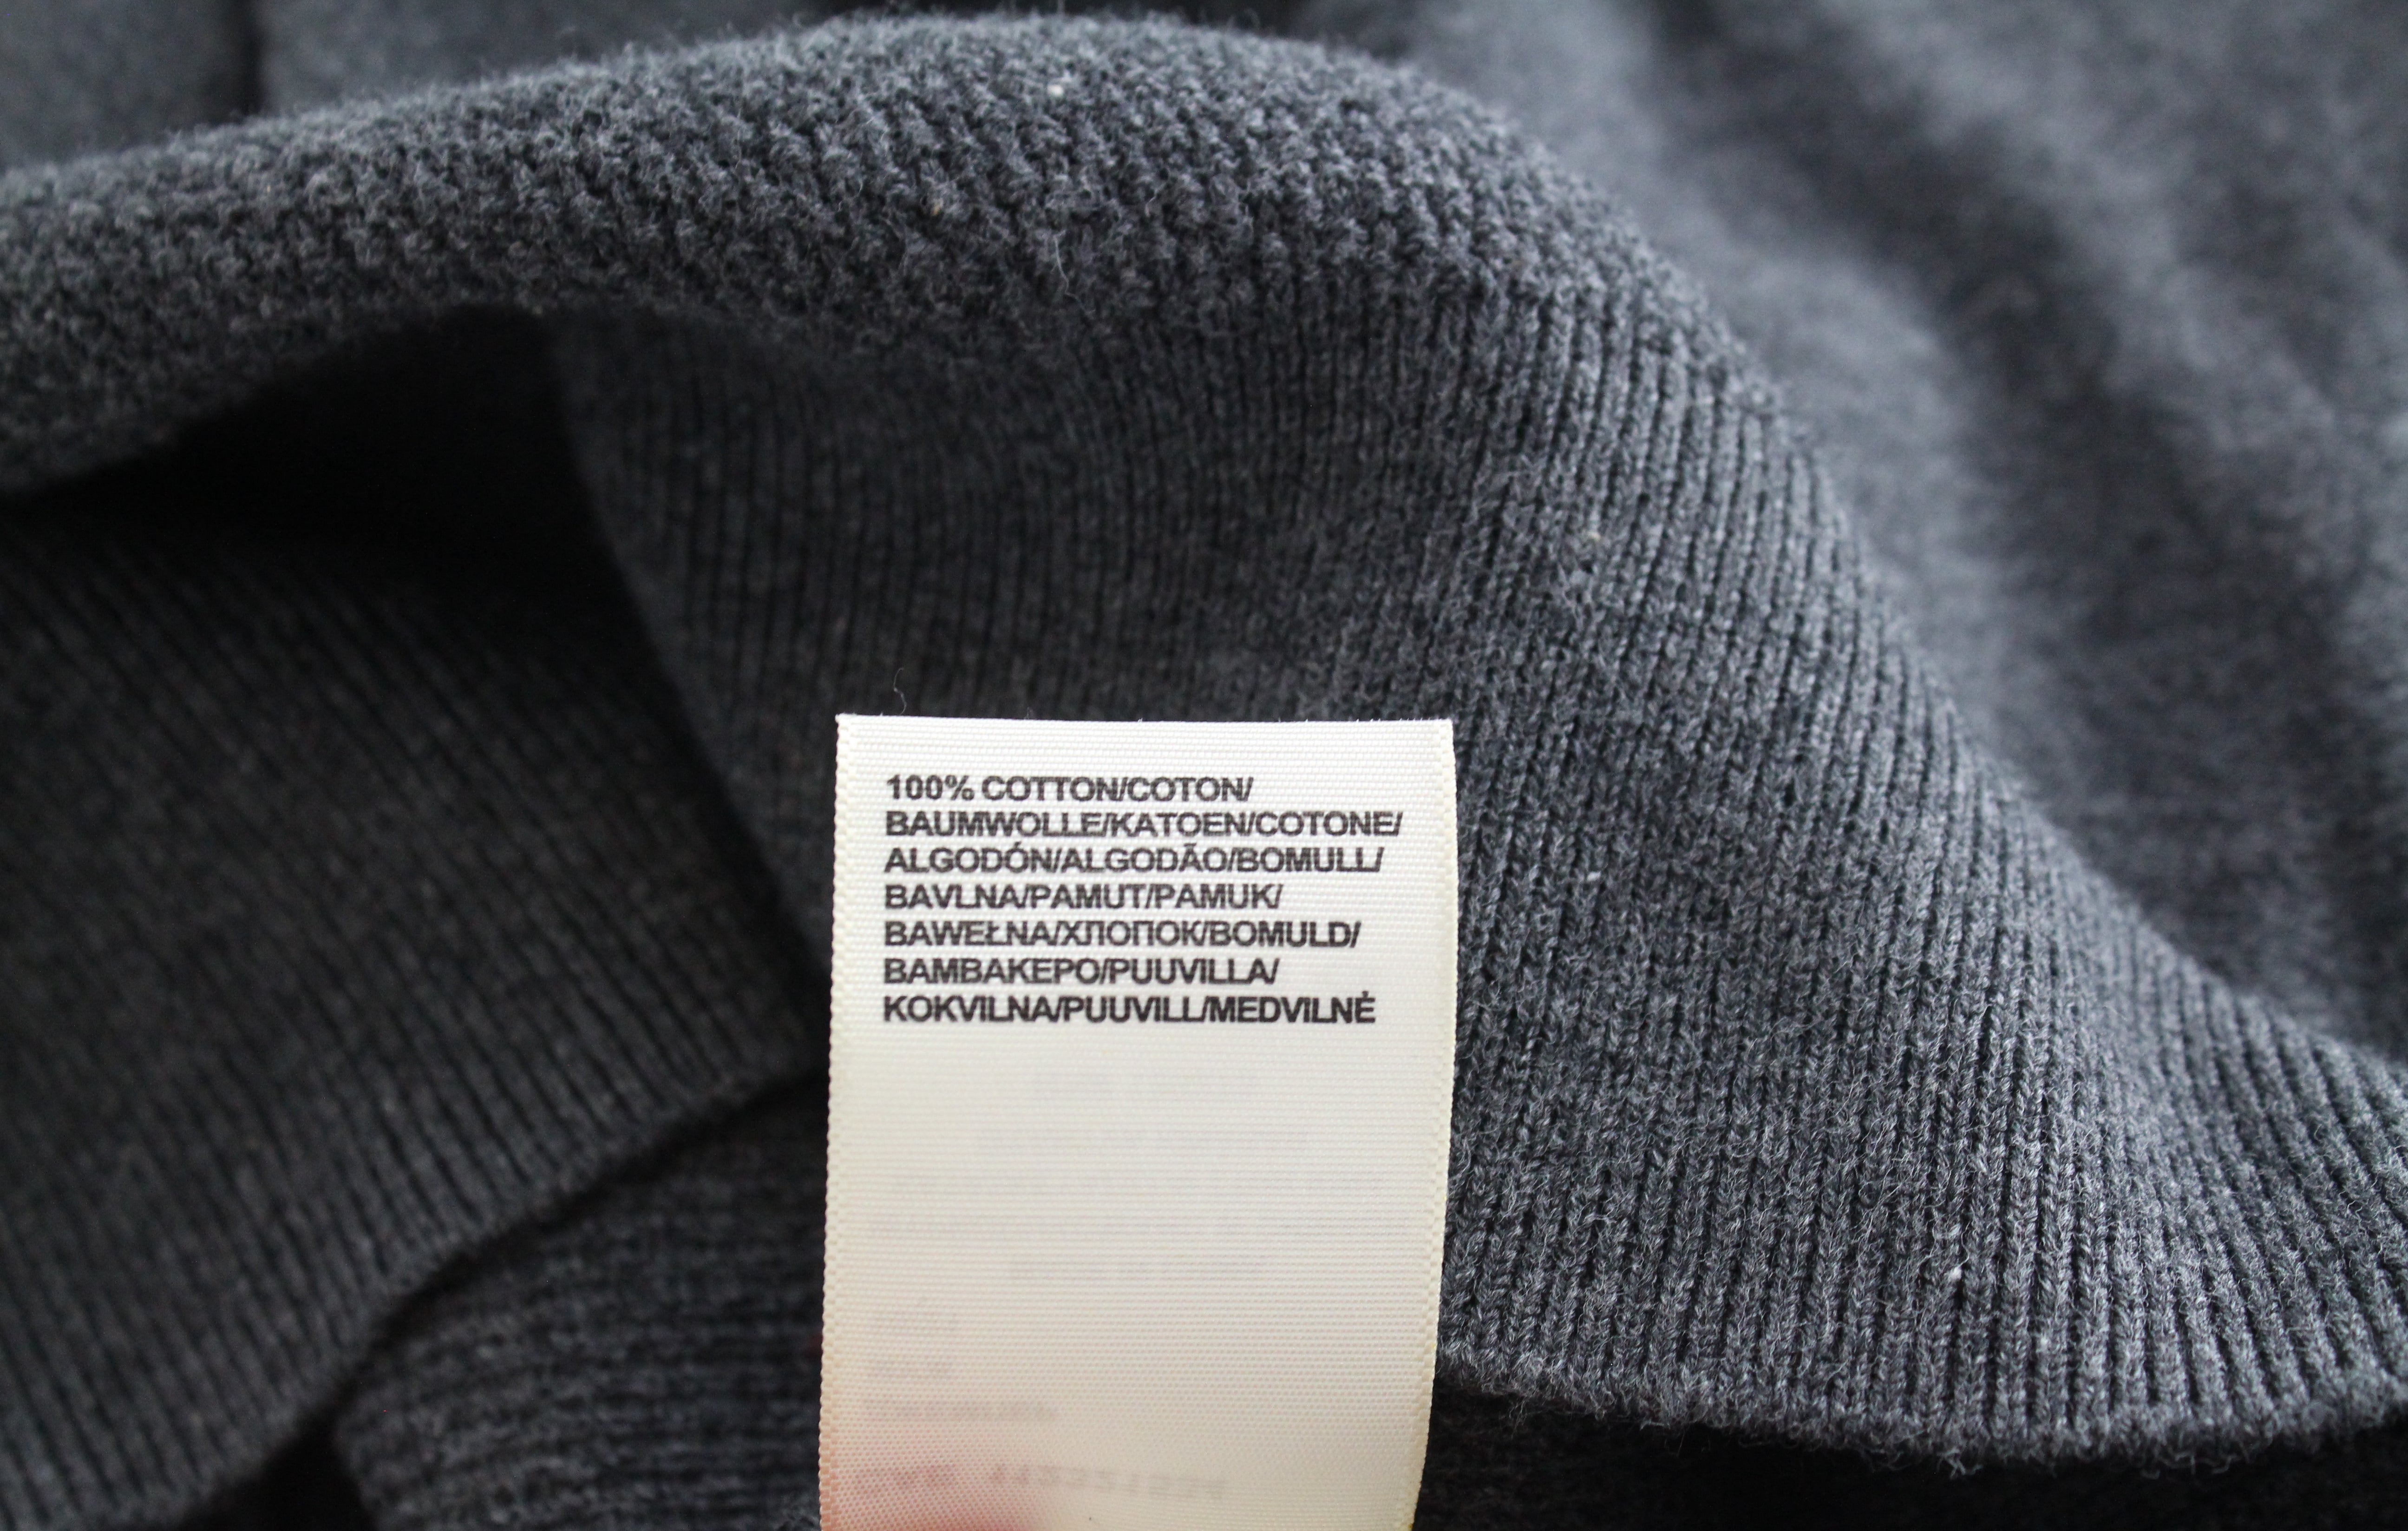 100% COTTON/COTON/
BAUMWOLLE/KATOEN/COTONE/
ALGODÓN/ALGODÃO/BOMULL/
BAVLNA/PAMUT/PAMUK/
BAWEŁNA/ХЛОПОК/BOMULD/
BAMBAKEPO/PUUVILLA/
KOKVILNA/PUUVILL/MEDVILNĖ